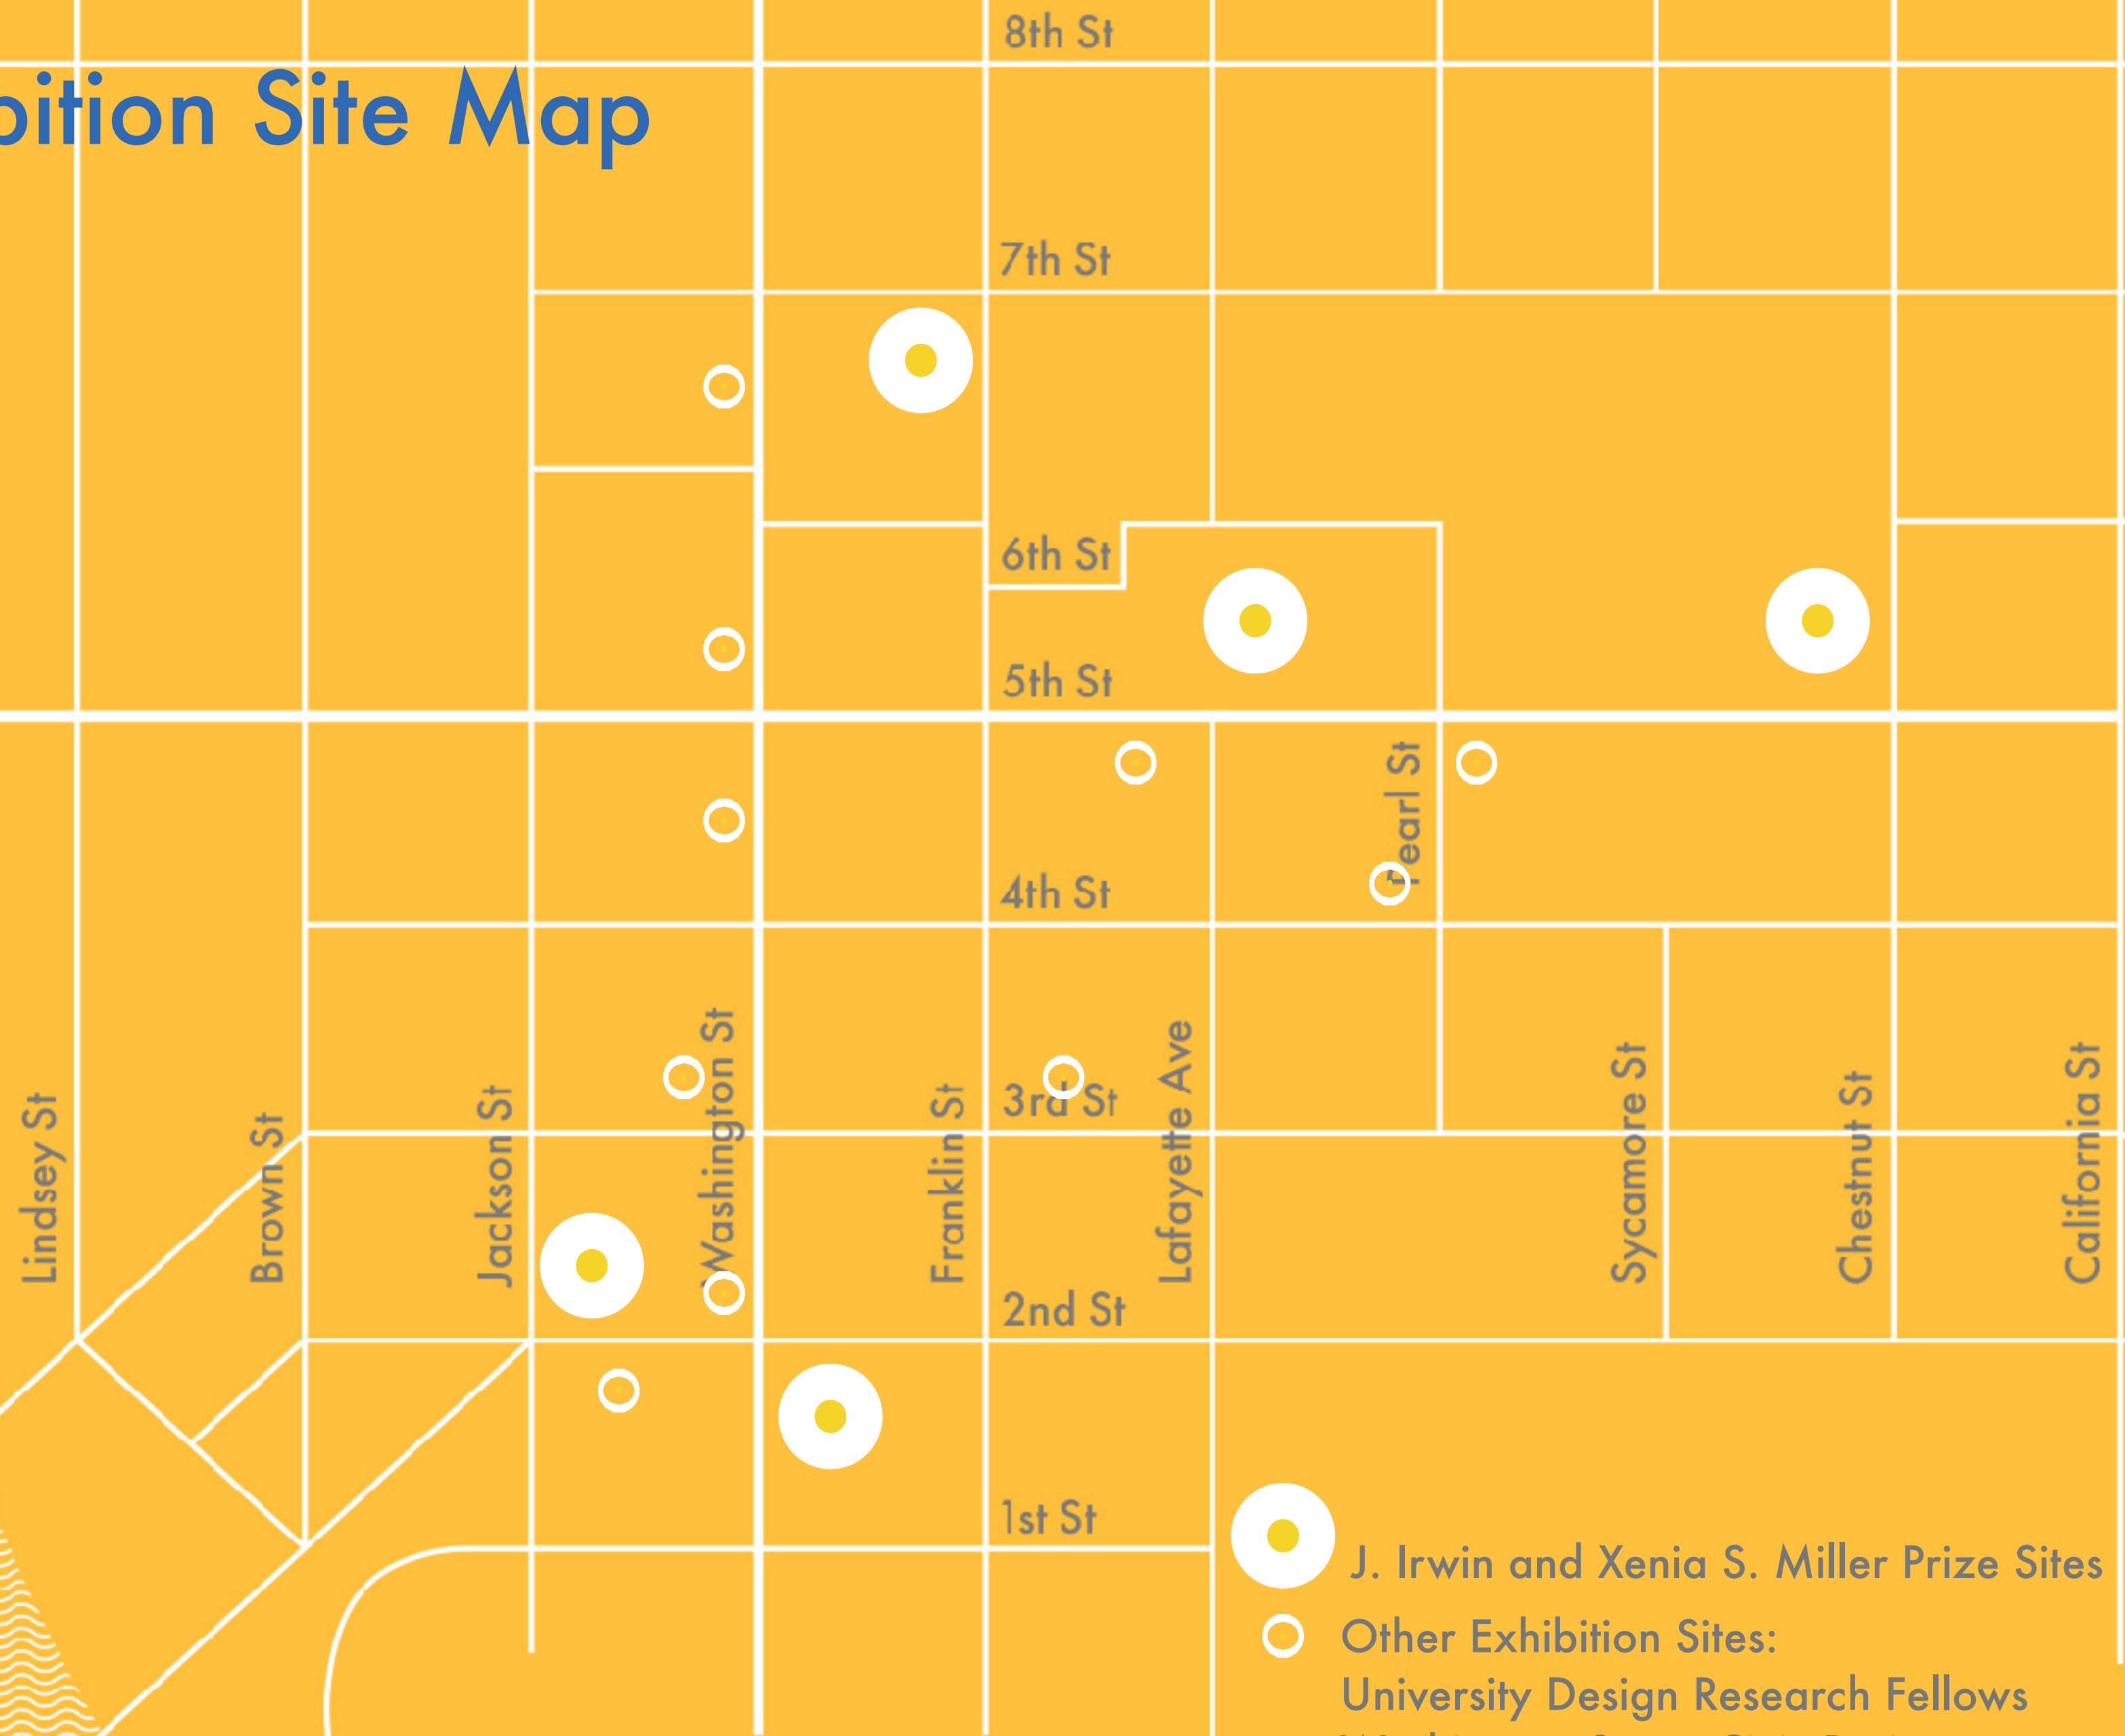 8th St
bition Site Map
7th St
6th St
5th St
Pearl St
4th St
3rd St
Lindsey St
Brown St
Jackson St
Washington St
Franklin St
Lafayette Ave
Sycamore St
Chestnut St
California St
2nd St
1st St
J. Irwin and Xenia S. Miller Prize Sites
Other Exhibition Sites:
University Design Research Fellows